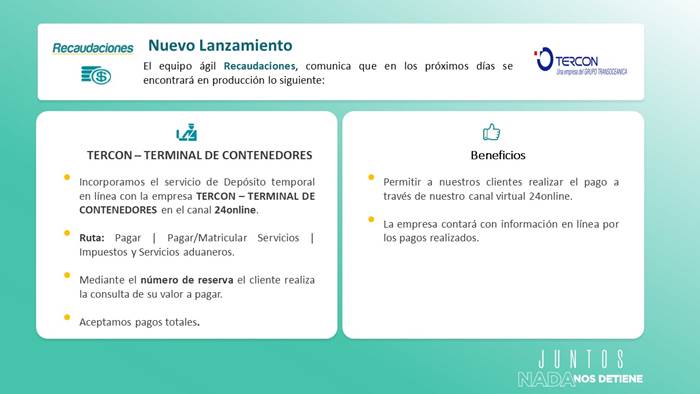 Recaudaciones
Nuevo Lanzamiento
El equipo ágil Recaudaciones, comunica que en los próximos días se
encontrará en producción lo siguiente:
TERCON
Una empresa del GRUPO TRANSOCEANICA
TERCON – TERMINAL DE CONTENEDORES
Incorporamos el servicio de Depósito temporal
en línea con la empresa TERCON – TERMINAL DE
CONTENEDORES en el canal 24online.
Ruta: Pagar | Pagar/Matricular Servicios |
Impuestos y Servicios aduaneros.
Mediante el número de reserva el cliente realiza
la consulta de su valor a pagar.
Aceptamos pagos totales.
Beneficios
Permitir a nuestros clientes realizar el pago a
través de nuestro canal virtual 24online.
La empresa contará con información en línea por
los pagos realizados.
JUNTOS
NADA NOS DETIENE